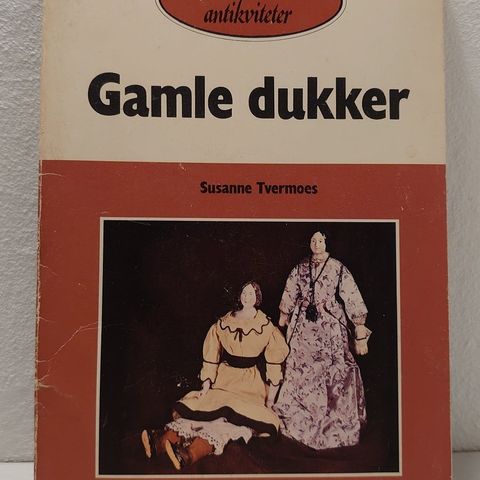 antikviteter
Gamle dukker
Susanne Tvermoes